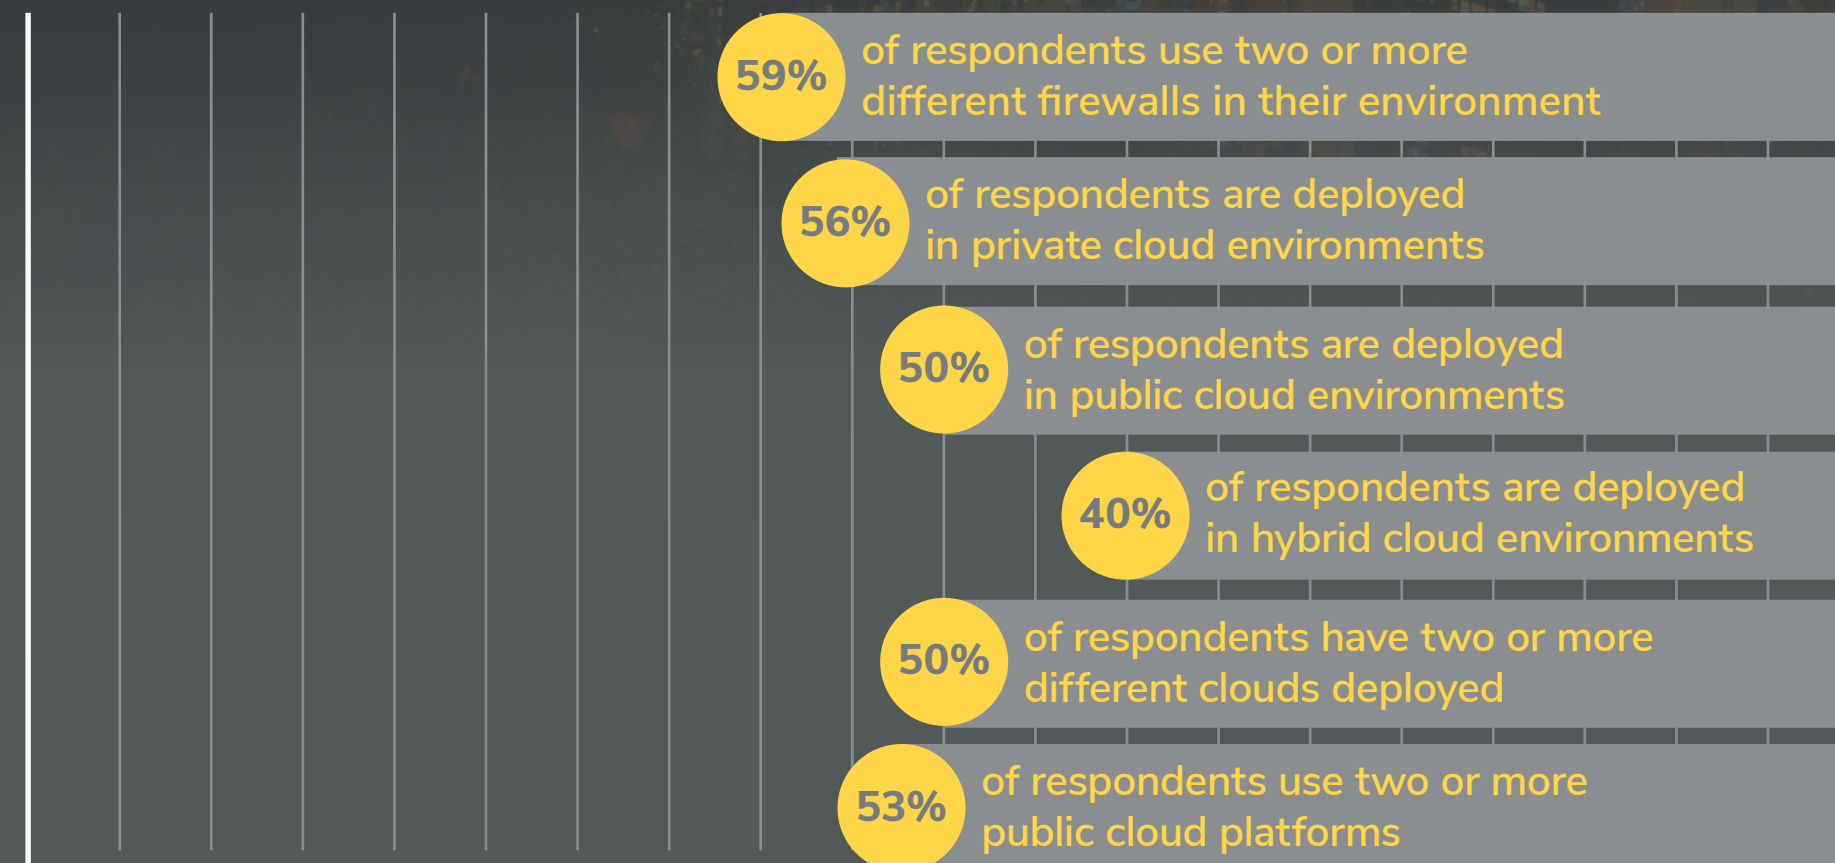 59%
of respondents use two or more
different firewalls in their environment
56%
of respondents are deployed
in private cloud environments
50%
of respondents are deployed
in public cloud environments
40%
of respondents are deployed
in hybrid cloud environments
50%
of respondents have two or more
different clouds deployed
53%
of respondents use two or more
public cloud platforms